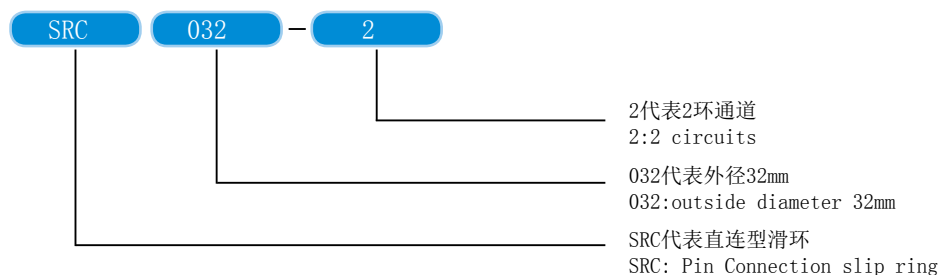 SRC 032 - 2
2代表2环通道
2:2 circuits
032代表外径32mm
032:outside diameter 32mm
SRC代表直连型滑环
SRC: Pin Connection slip ring